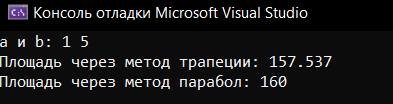 Консоль отладки Microsoft Visual Studio
а и b: 1 5
Площадь через метод трапеции: 157.537
Площадь через метод парабол: 160